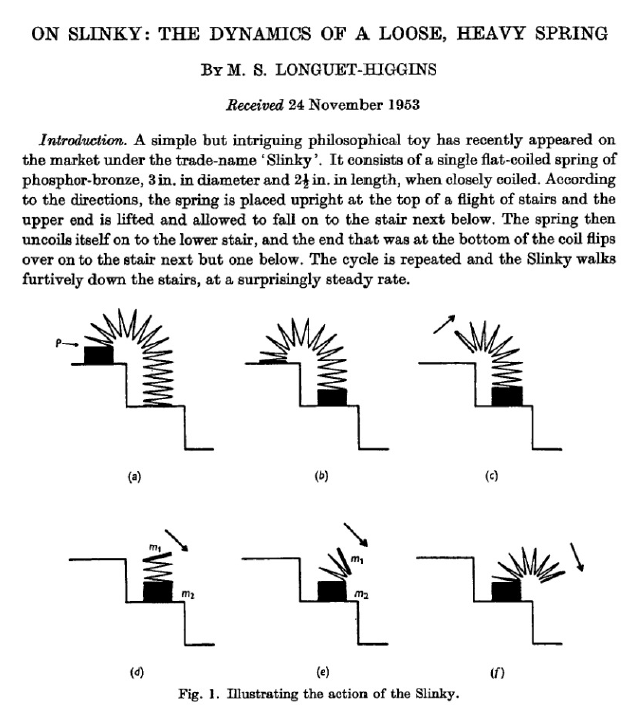 ON SLINKY: THE DYNAMICS OF A LOOSE, HEAVY SPRING
By M. S. LONGUET-HIGGINS
Received 24 November 1953
Introduction. A simple but intriguing philosophical toy has recently appeared on
the market under the trade-name 'Slinky'. It consists of a single flat-coiled spring of
phosphor-bronze, 3 in. in diameter and 2½ in. in length, when closely coiled. According
to the directions, the spring is placed upright at the top of a flight of stairs and the
upper end is lifted and allowed to fall on to the stair next below. The spring then
uncoils itself on to the lower stair, and the end that was at the bottom of the coil flips
over on to the stair next but one below. The cycle is repeated and the Slinky walks
furtively down the stairs, at a surprisingly steady rate.
P
(a) (b) (c)
m₁ m₁
m₂ m₂
(d) (e) (f)
Fig. 1. Illustrating the action of the Slinky.